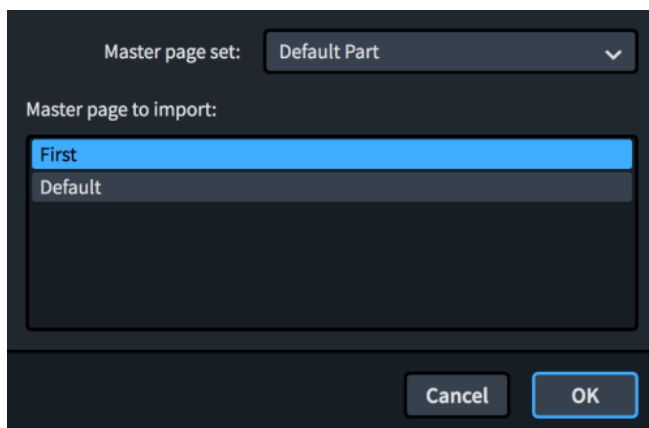 Master page set: Default Part
Master page to import:
First
Default
Cancel OK